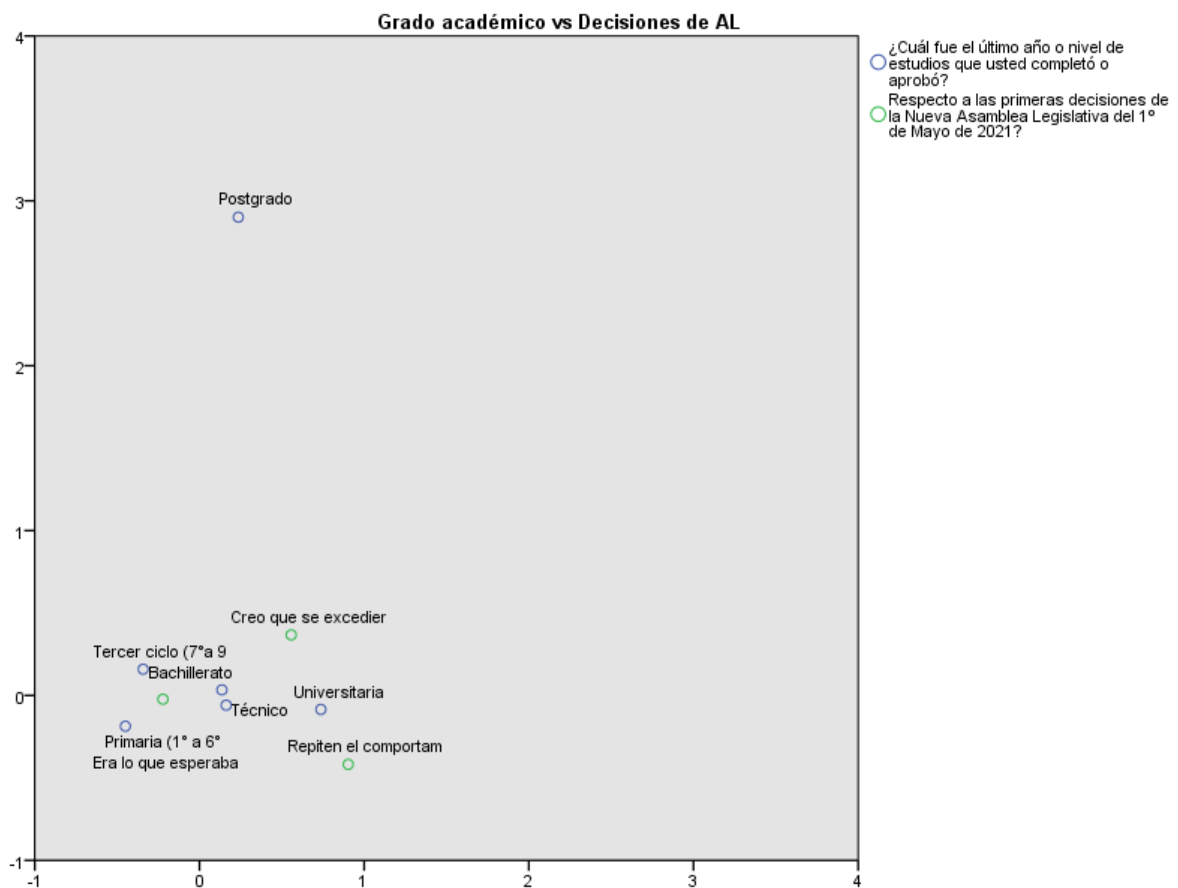 Grado académico vs Decisiones de AL
¿Cuál fue el último año o nivel de
estudios que usted completó o
aprobó?
Respecto a las primeras decisiones de
la Nueva Asamblea Legislativa del 1°
de Mayo de 2021?
4
3
2
1
0
-1
Postgrado
Creo que se excedier
Tercer ciclo (7°a 9
Bachillerato
Universitaria
Técnico
Primaria (1° a 6°
Repiten el comportam
Era lo que esperaba
-1
0
1
2
3
4